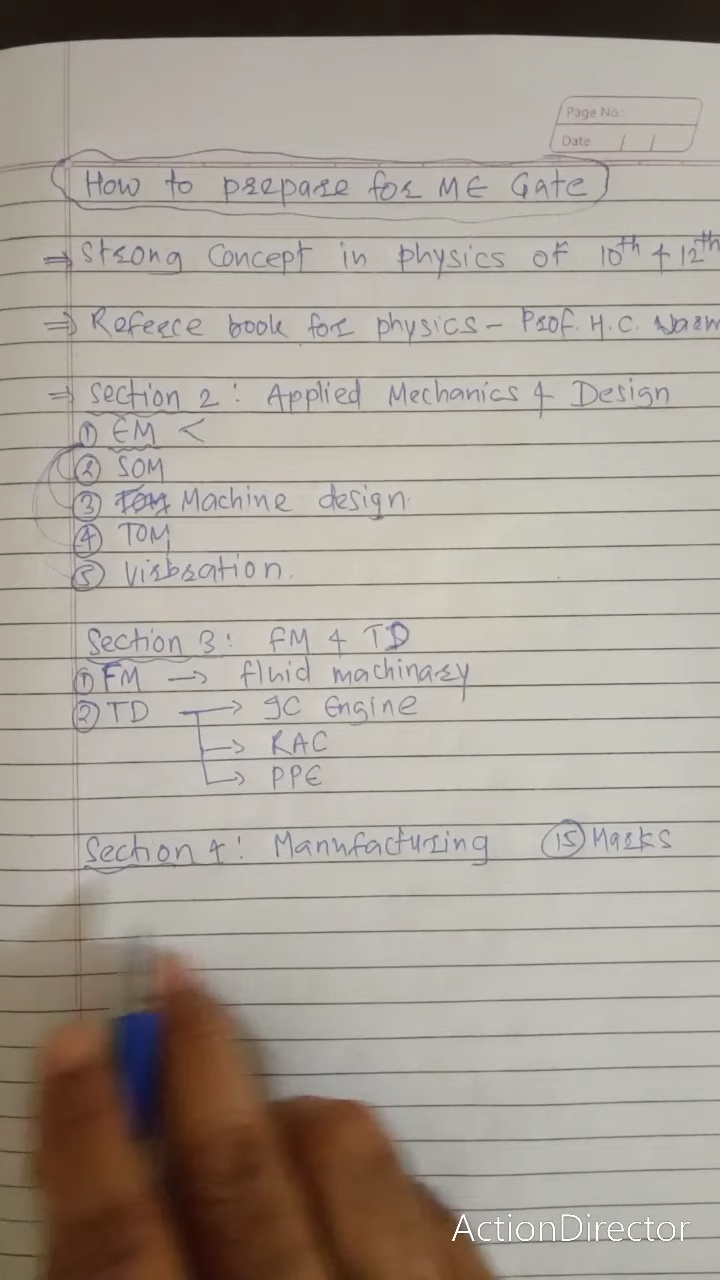 Page No.:
Date / /
How to prepare for ME Gate
⇒ Strong Concept in physics of 10th & 12th
⇒ Referce book for physics - Prof. H.C.
⇒ Section 2 : Applied Mechanics & Design
① EM <
② SOM
③ Machine design.
④ TOM
⑤ Virbration.
Section 3 : FM & TD
① FM → fluid machinary
② TD → IC Engine
→ RAC
→ PPE
Section 4 : Manufacturing ⑮ Marks
ActionDirector